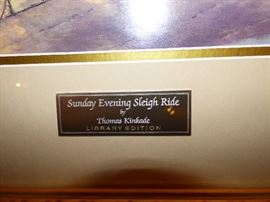 Sunday Evening Sleigh Ride
by
Thomas Kinkade
LIBRARY EDITION